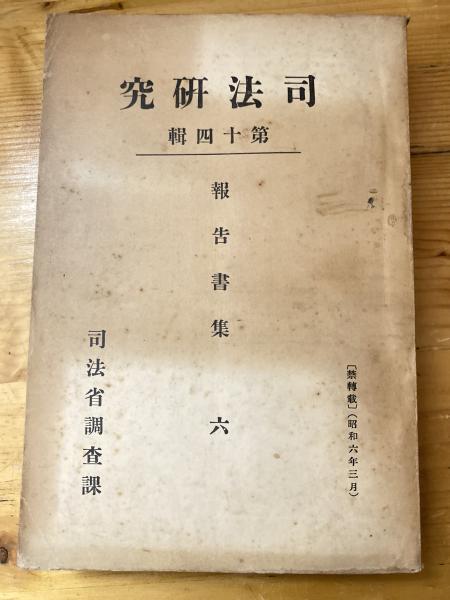 司法研究
第十四輯
［禁轉載］（昭和六年三月）
報告書集 六
司法省調査課